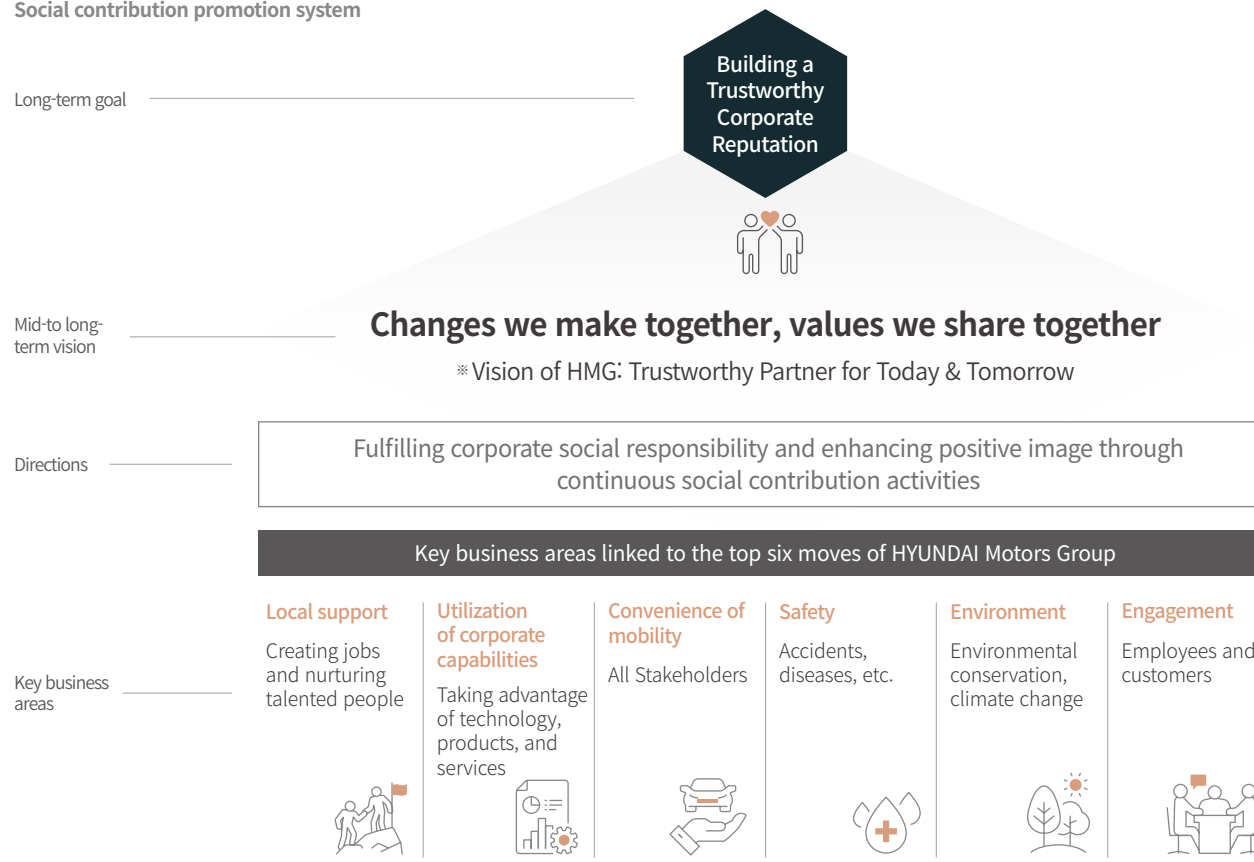 Social contribution promotion system
Long-term goal
Building a
Trustworthy
Corporate
Reputation
Mid-to long-
term vision
Changes we make together, values we share together
※ Vision of HMG: Trustworthy Partner for Today & Tomorrow
Directions
Fulfilling corporate social responsibility and enhancing positive image through
continuous social contribution activities
Key business areas linked to the top six moves of HYUNDAI Motors Group
Key business
areas
Local support
Creating jobs
and nurturing
talented people
Utilization
of corporate
capabilities
Taking advantage
of technology,
products, and
services
Convenience of
mobility
All Stakeholders
Safety
Accidents,
diseases, etc.
Environment
Environmental
conservation,
climate change
Engagement
Employees and
customers